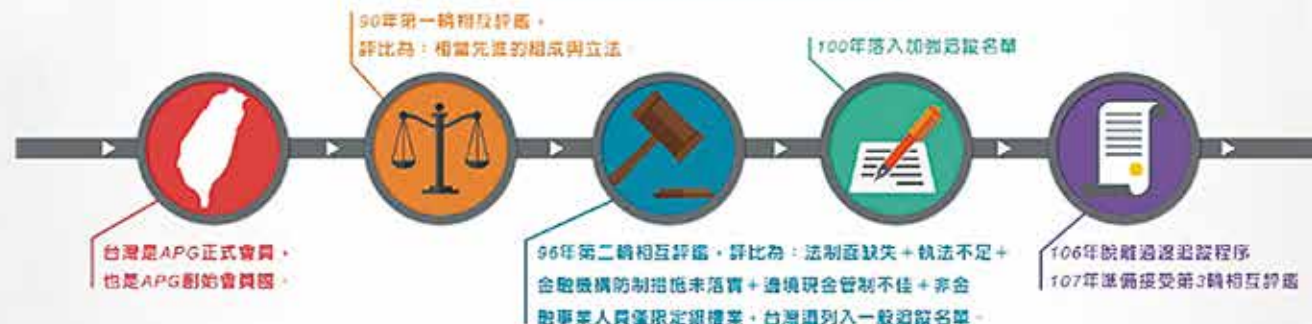 90年第一輪相互評鑑，
評比為：相當先進的組成與立法。
100年落入加強追蹤名單
台灣是APG正式會員，
也是APG創始會員國。
96年第二輪相互評鑑，評比為：法制面缺失＋執法不足＋
金融機構防制措施未落實＋邊境現金管制不佳＋非金
融事業人員僅限定銀樓業，台灣遭列入一般追蹤名單。
106年脫離過渡追蹤程序
107年準備接受第3輪相互評鑑